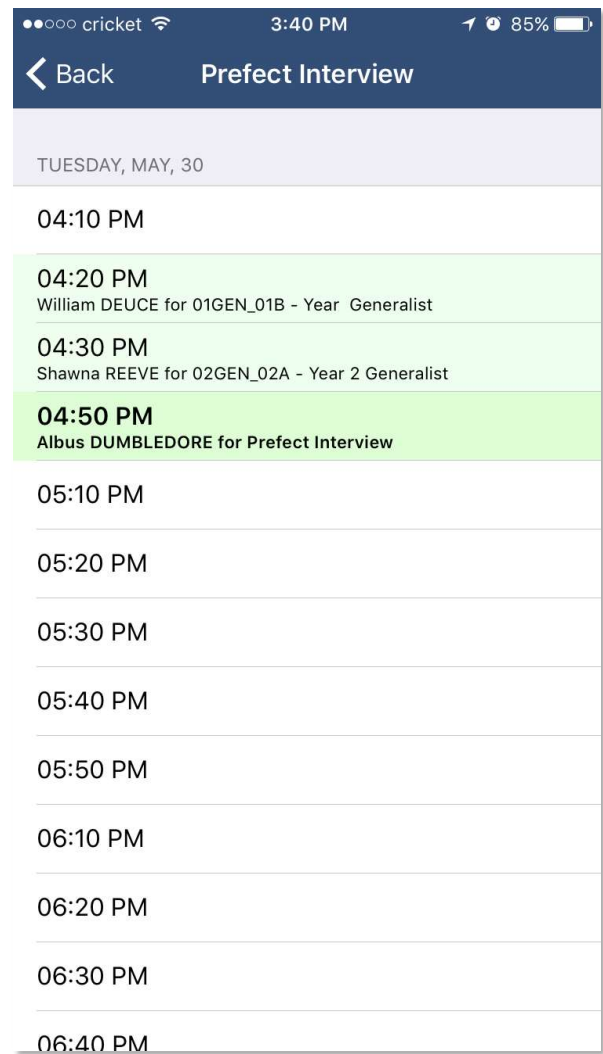 cricket 3:40 PM 85%
Back Prefect Interview
TUESDAY, MAY, 30
04:10 PM
04:20 PM
William DEUCE for 01GEN_01B - Year  Generalist
04:30 PM
Shawna REEVE for 02GEN_02A - Year 2 Generalist
04:50 PM
Albus DUMBLEDORE for Prefect Interview
05:10 PM
05:20 PM
05:30 PM
05:40 PM
05:50 PM
06:10 PM
06:20 PM
06:30 PM
06:40 PM